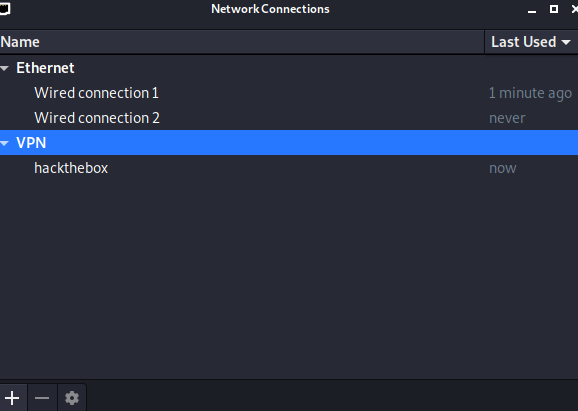 Network Connections
Name Last Used
Ethernet
Wired connection 1 1 minute ago
Wired connection 2 never
VPN
hackthebox now